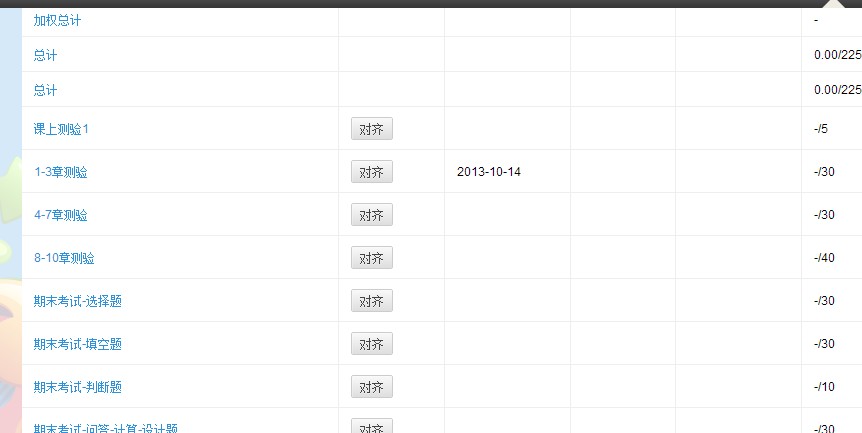 加权总计 -
总计 0.00/225
总计 0.00/225
课上测验1 对齐 -/5
1-3章测验 对齐 2013-10-14 -/30
4-7章测验 对齐 -/30
8-10章测验 对齐 -/40
期末考试-选择题 对齐 -/30
期末考试-填空题 对齐 -/30
期末考试-判断题 对齐 -/10
期末考试-问答-计算-设计题 对齐 -/30